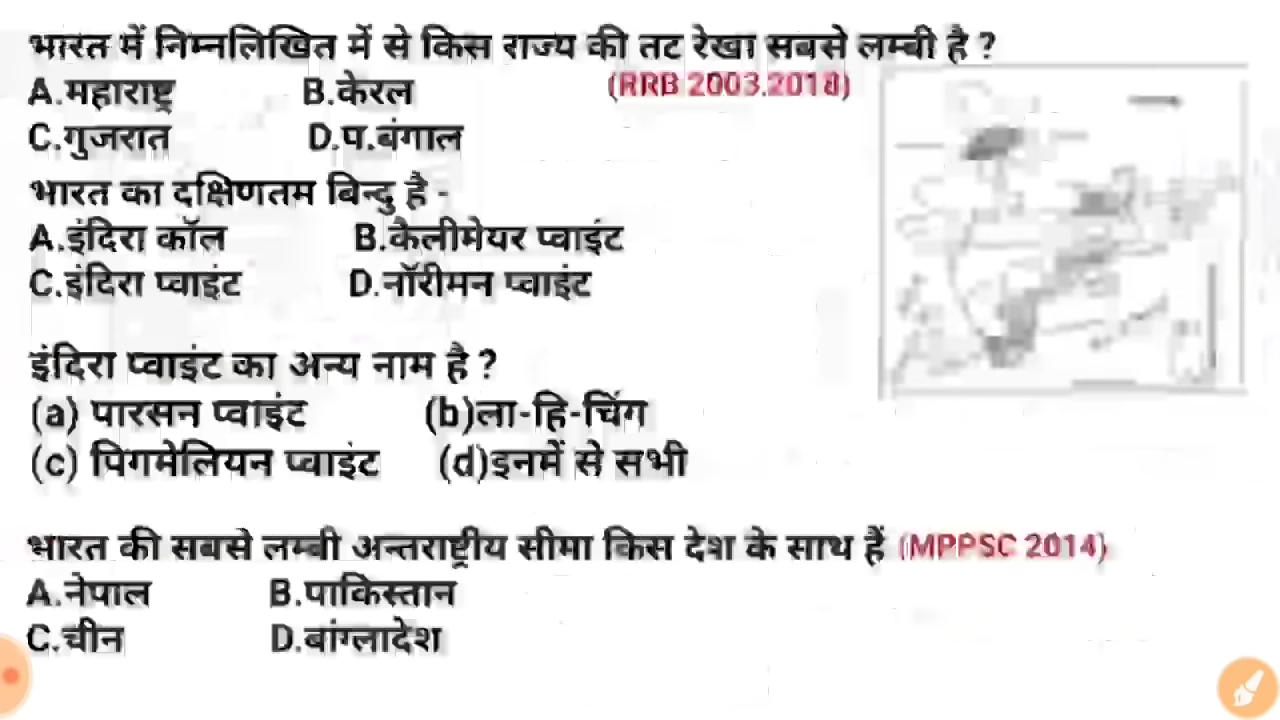 भारत में निम्नलिखित में से किस राज्य की तट रेखा सबसे लम्बी है ?
A.महाराष्ट्र B.केरल (RRB 2003.2018)
C.गुजरात D.प.बंगाल
भारत का दक्षिणतम बिन्दु है -
A.इंदिरा कॉल B.कैलीमेयर प्वाइंट
C.इंदिरा प्वाइंट D.नॉरीमन प्वाइंट
इंदिरा प्वाइंट का अन्य नाम है ?
(a) पारसन प्वाइंट (b)ला-हि-चिंग
(c) पिगमेलियन प्वाइंट (d)इनमें से सभी
भारत की सबसे लम्बी अन्तराष्ट्रीय सीमा किस देश के साथ हैं (MPPSC 2014)
A.नेपाल B.पाकिस्तान
C.चीन D.बांग्लादेश